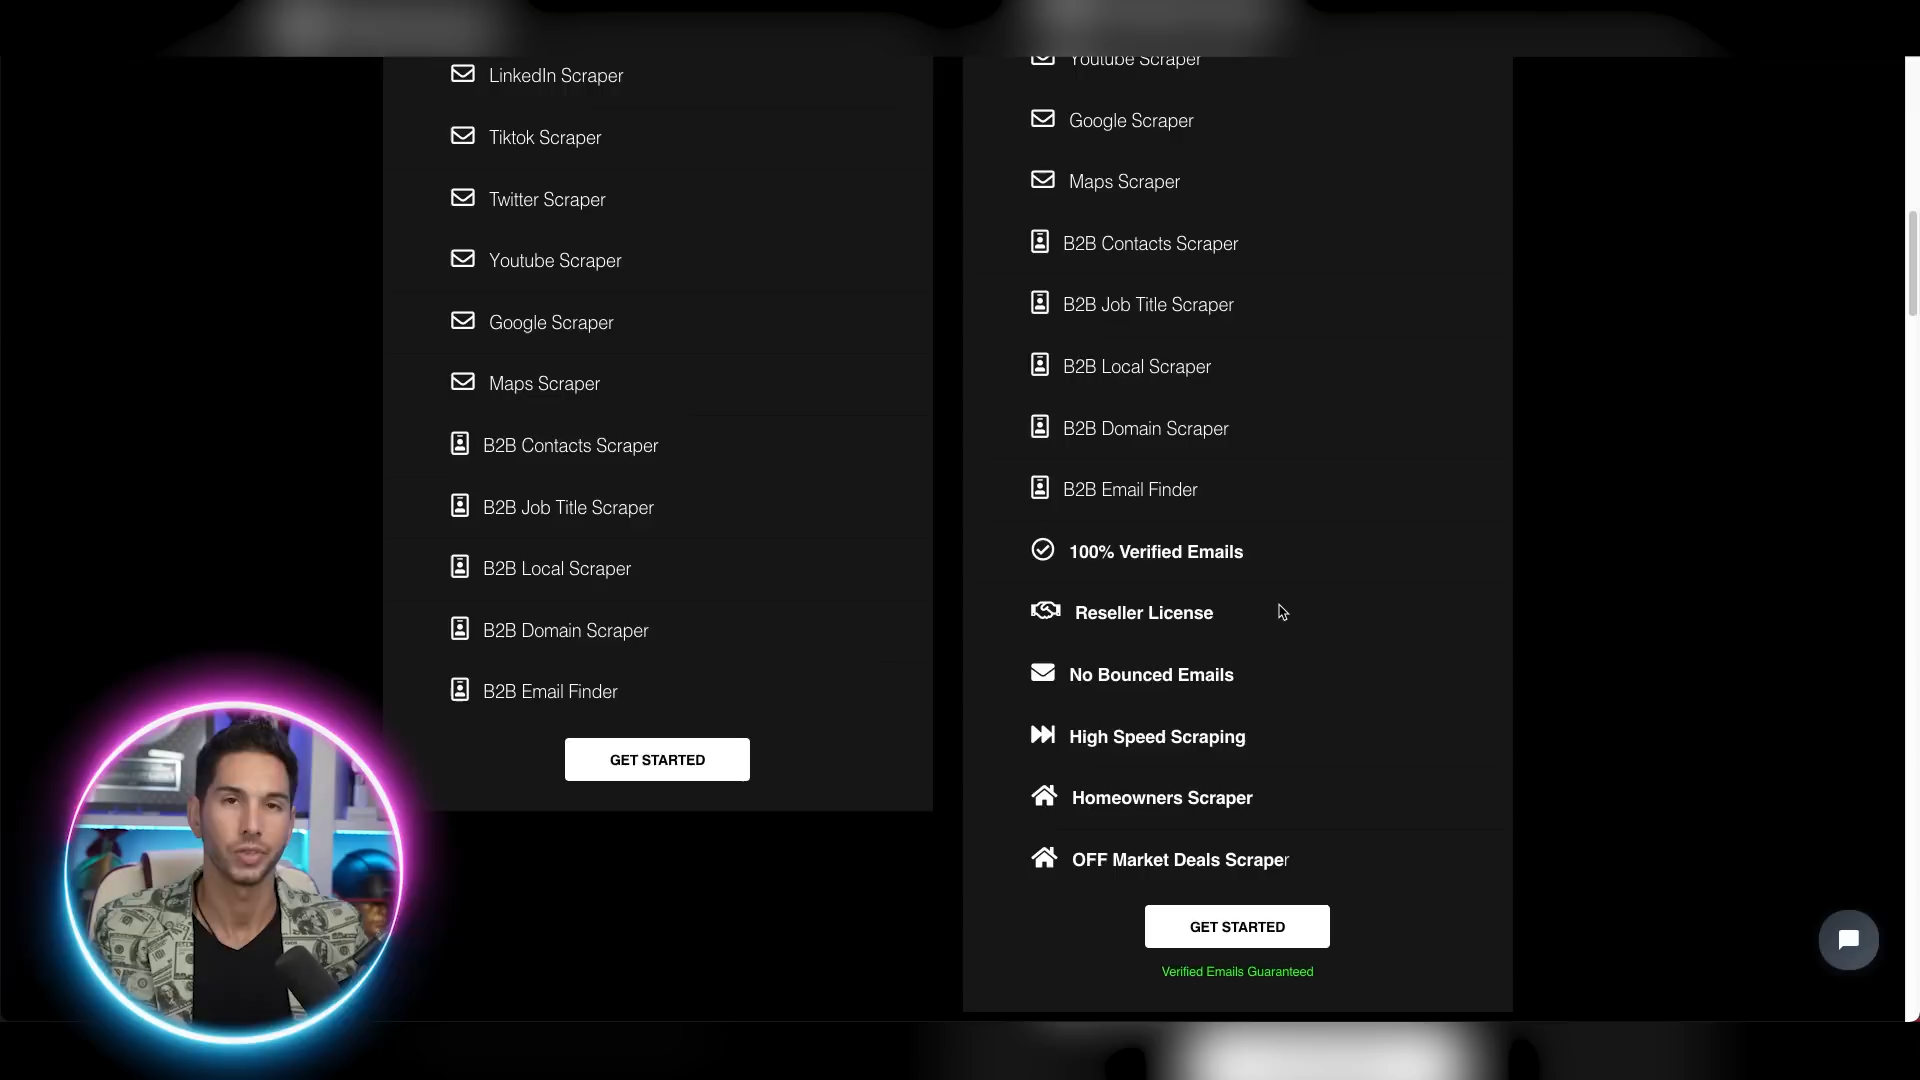 LinkedIn Scraper
Tiktok Scraper
Twitter Scraper
Youtube Scraper
Google Scraper
Maps Scraper
B2B Contacts Scraper
B2B Job Title Scraper
B2B Local Scraper
B2B Domain Scraper
B2B Email Finder
GET STARTED
Youtube Scraper
Google Scraper
Maps Scraper
B2B Contacts Scraper
B2B Job Title Scraper
B2B Local Scraper
B2B Domain Scraper
B2B Email Finder
100% Verified Emails
Reseller License
No Bounced Emails
High Speed Scraping
Homeowners Scraper
OFF Market Deals Scraper
GET STARTED
Verified Emails Guaranteed